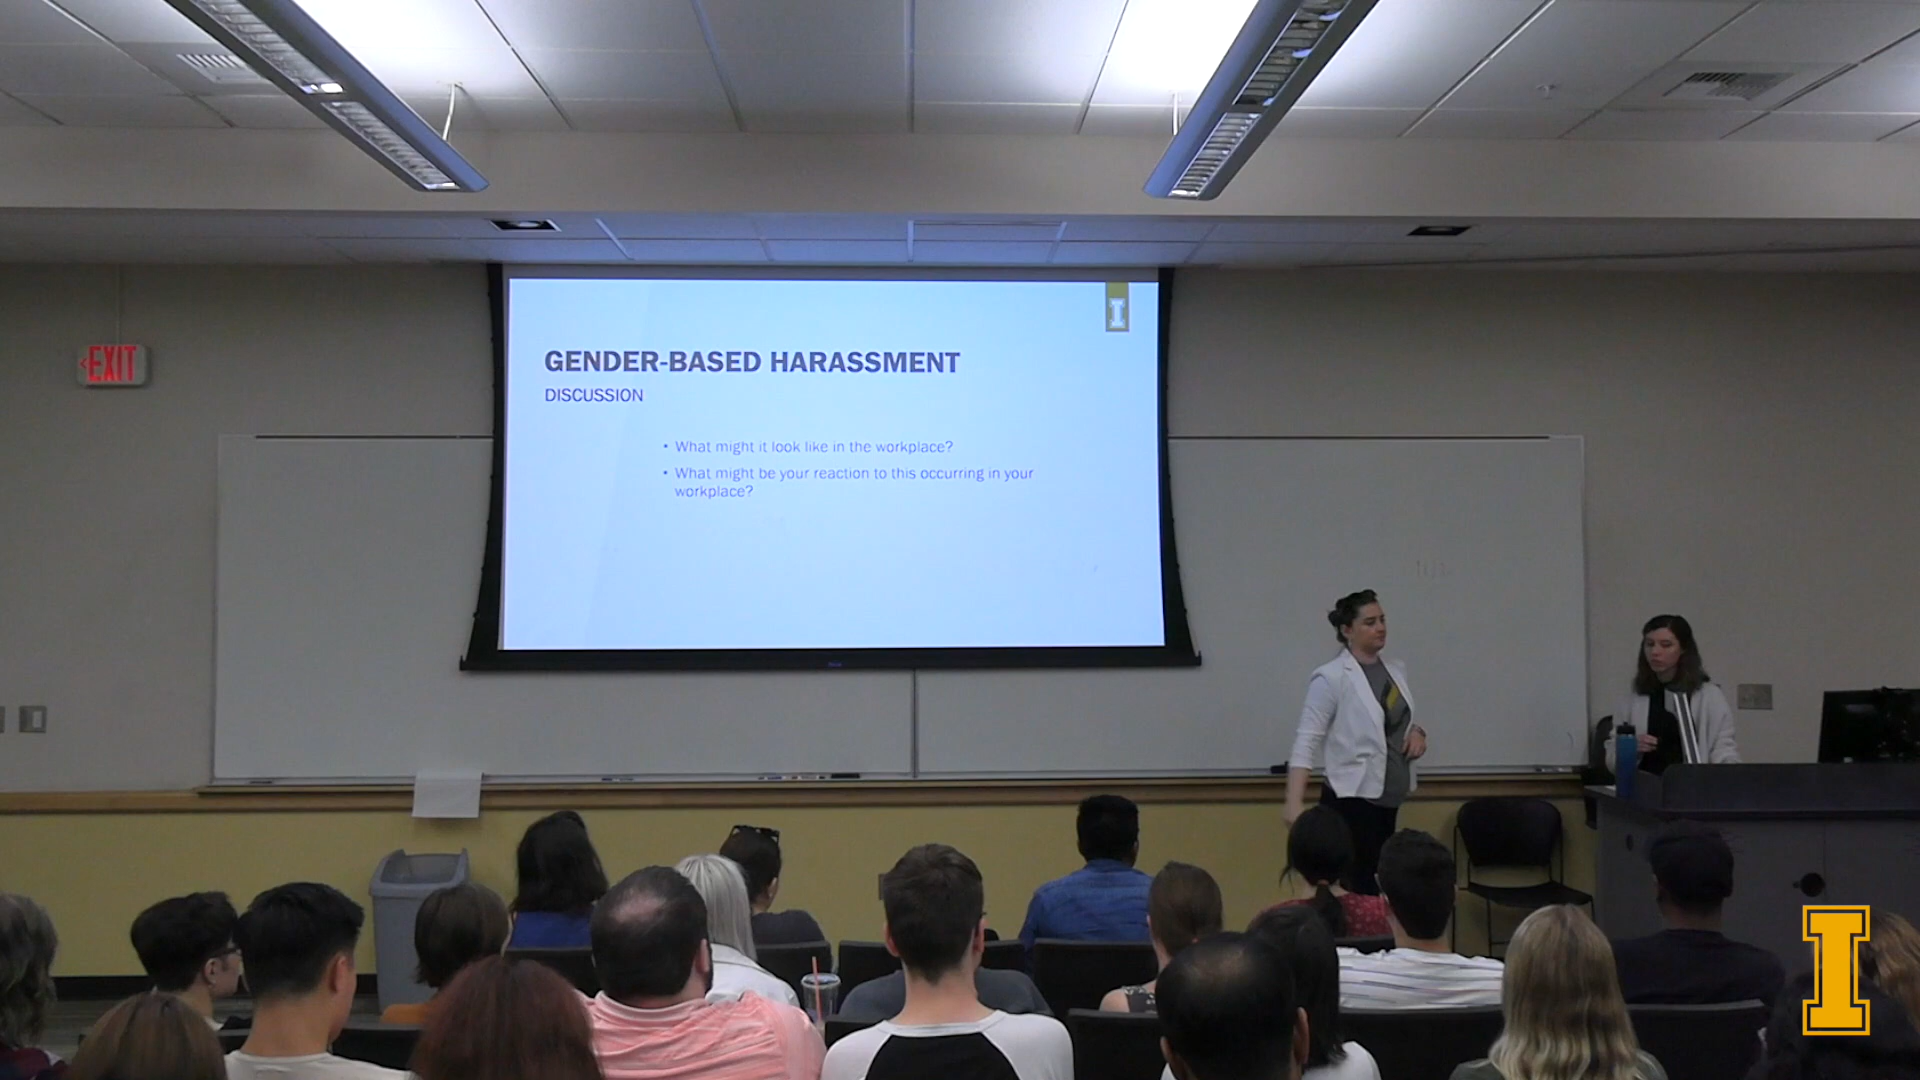 EXIT
I
GENDER-BASED HARASSMENT
DISCUSSION
• What might it look like in the workplace?
• What might be your reaction to this occurring in your
workplace?
I